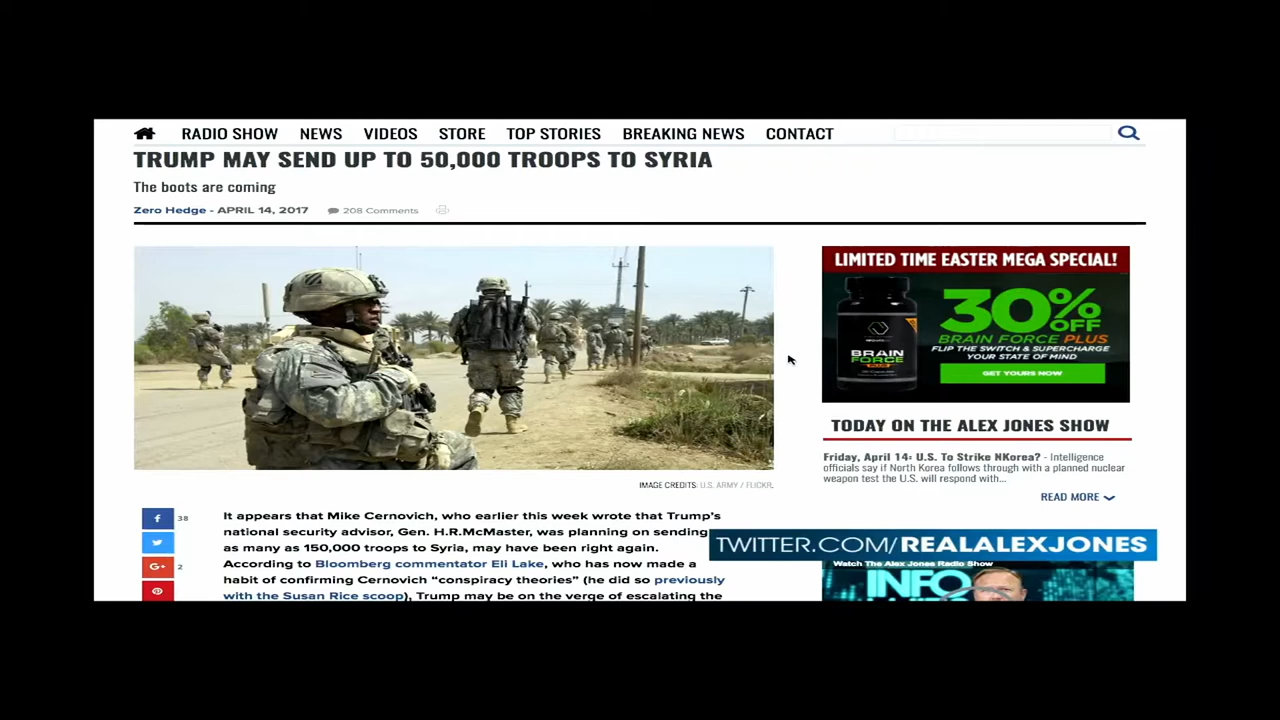 RADIO SHOW NEWS VIDEOS STORE TOP STORIES BREAKING NEWS CONTACT
TRUMP MAY SEND UP TO 50,000 TROOPS TO SYRIA
The boots are coming
Zero Hedge - APRIL 14, 2017 208 Comments
IMAGE CREDITS: U.S. ARMY / FLICKR.
38
2
It appears that Mike Cernovich, who earlier this week wrote that Trump's
national security advisor, Gen. H.R.McMaster, was planning on sending
as many as 150,000 troops to Syria, may have been right again.
According to Bloomberg commentator Eli Lake, who has now made a
habit of confirming Cernovich “conspiracy theories” (he did so previously
with the Susan Rice scoop), Trump may be on the verge of escalating the
LIMITED TIME EASTER MEGA SPECIAL!
BRAIN
FORCE
PLUS
30%
OFF
BRAIN FORCE PLUS
FLIP THE SWITCH & SUPERCHARGE
YOUR STATE OF MIND
GET YOURS NOW
TODAY ON THE ALEX JONES SHOW
Friday, April 14: U.S. To Strike NKorea? - Intelligence
officials say if North Korea follows through with a planned nuclear
weapon test the U.S. will respond with...
READ MORE
TWITTER.COM/REALALEXJONES
Watch The Alex Jones Radio Show
INFO